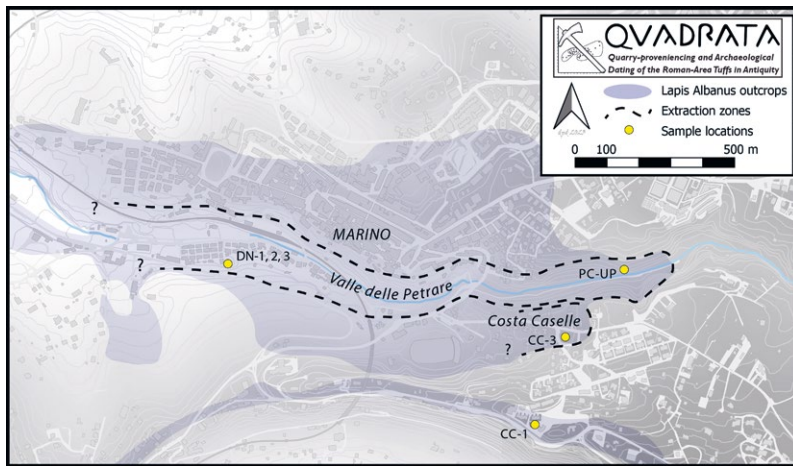 QVADRATA
Quarry-proveniencing and Archaeological
Dating of the Roman-Area Tuffs in Antiquity
Lapis Albanus outcrops
Extraction zones
Sample locations
0 100 500 m
?
MARINO
?
DN-1, 2, 3
PC-UP
Valle delle Petrare
Costa Caselle
CC-3
?
CC-1